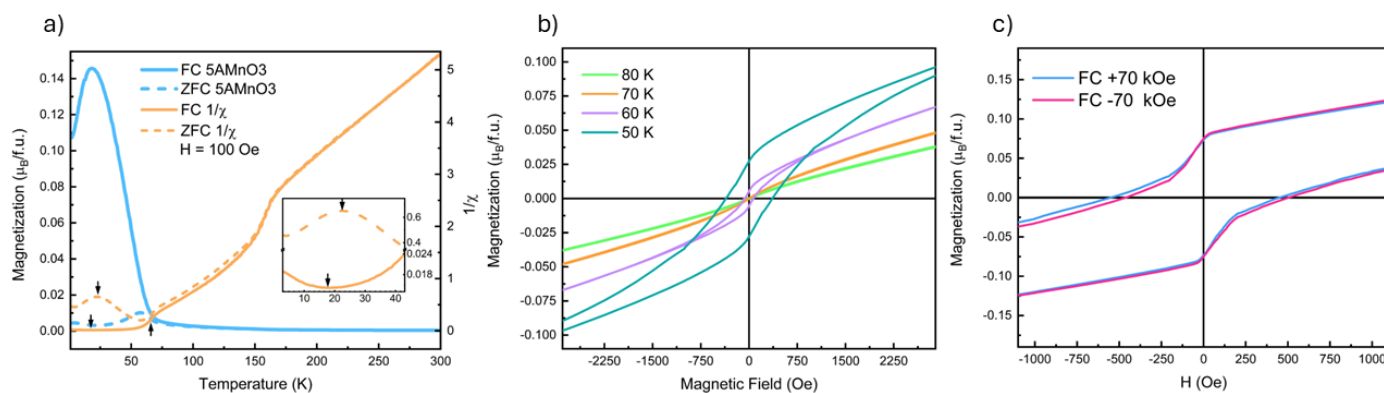 a)
FC 5AMnO3
ZFC 5AMnO3
FC 1/χ
ZFC 1/χ
H = 100 Oe
Magnetization (μB/f.u.)
0.14
0.12
0.10
0.08
0.06
0.04
0.02
0.00
50 100 150 200 250 300
Temperature (K)
5
4
3
2
1
0
1/χ
0.6
0.4
0.024
0.018
10 20 30 40
b)
80 K
70 K
60 K
50 K
Magnetization (μB/f.u.)
0.100
0.075
0.050
0.025
0.000
-0.025
-0.050
-0.075
-0.100
-2250 -1500 -750 0 750 1500 2250
Magnetic Field (Oe)
c)
FC +70 kOe
FC -70 kOe
Magnetization (μB/f.u.)
0.15
0.10
0.05
0.00
-0.05
-0.10
-0.15
-1000 -750 -500 -250 0 250 500 750 1000
H (Oe)